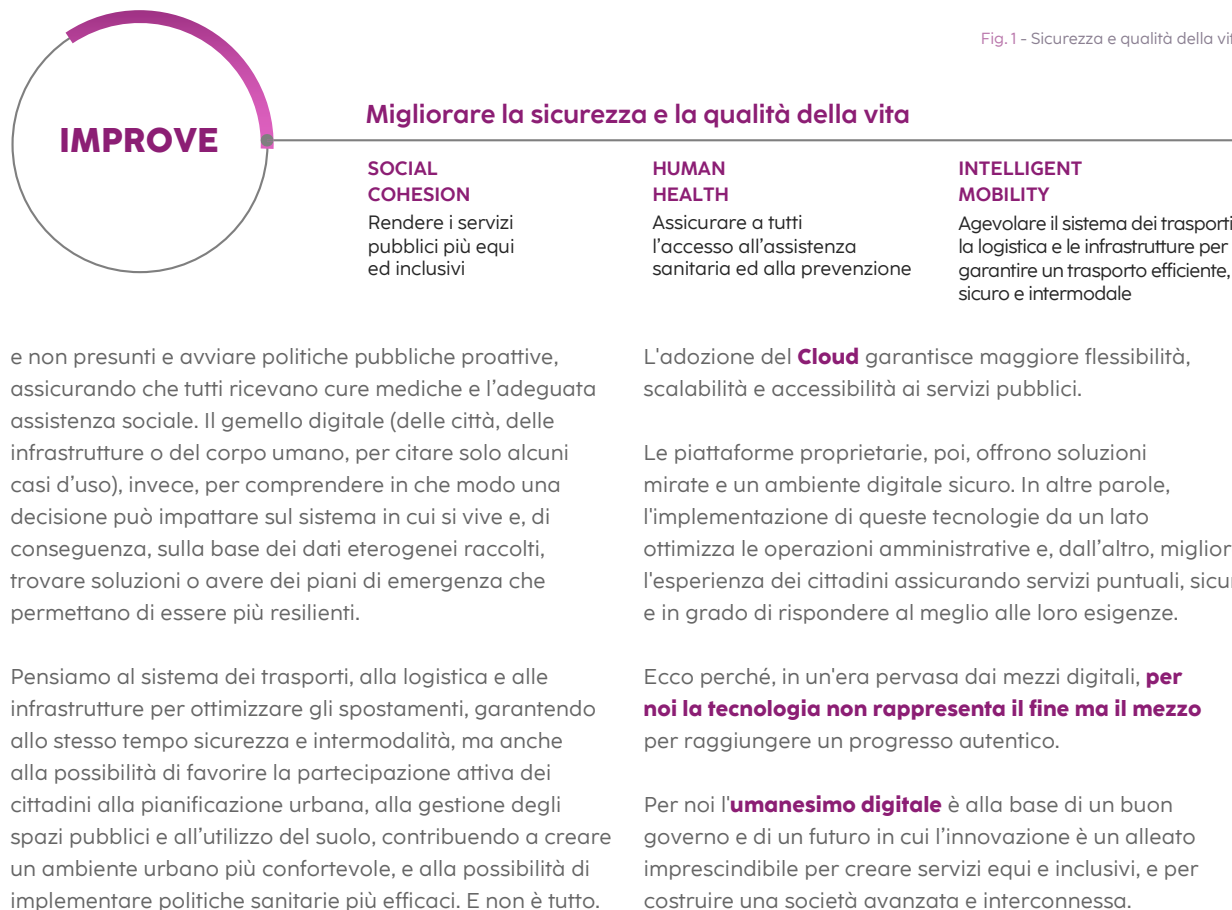 Fig.1 - Sicurezza e qualità della
IMPROVE
Migliorare la sicurezza e la qualità della vita
SOCIAL
COHESION
Rendere i servizi
pubblici più equi
ed inclusivi
HUMAN
HEALTH
Assicurare a tutti
l’accesso all’assistenza
sanitaria ed alla prevenzione
INTELLIGENT
MOBILITY
Agevolare il sistema dei trasporti
la logistica e le infrastrutture per
garantire un trasporto efficiente,
sicuro e intermodale
e non presunti e avviare politiche pubbliche proattive,
assicurando che tutti ricevano cure mediche e l’adeguata
assistenza sociale. Il gemello digitale (delle città, delle
infrastrutture o del corpo umano, per citare solo alcuni
casi d’uso), invece, per comprendere in che modo una
decisione può impattare sul sistema in cui si vive e, di
conseguenza, sulla base dei dati eterogenei raccolti,
trovare soluzioni o avere dei piani di emergenza che
permettano di essere più resilienti.
Pensiamo al sistema dei trasporti, alla logistica e alle
infrastrutture per ottimizzare gli spostamenti, garantendo
allo stesso tempo sicurezza e intermodalità, ma anche
alla possibilità di favorire la partecipazione attiva dei
cittadini alla pianificazione urbana, alla gestione degli
spazi pubblici e all’utilizzo del suolo, contribuendo a creare
un ambiente urbano più confortevole, e alla possibilità di
implementare politiche sanitarie più efficaci. E non è tutto.
L'adozione del Cloud garantisce maggiore flessibilità,
scalabilità e accessibilità ai servizi pubblici.
Le piattaforme proprietarie, poi, offrono soluzioni
mirate e un ambiente digitale sicuro. In altre parole,
l'implementazione di queste tecnologie da un lato
ottimizza le operazioni amministrative e, dall’altro, miglior
l'esperienza dei cittadini assicurando servizi puntuali, sicu
e in grado di rispondere al meglio alle loro esigenze.
Ecco perché, in un'era pervasa dai mezzi digitali, per
noi la tecnologia non rappresenta il fine ma il mezzo
per raggiungere un progresso autentico.
Per noi l'umanesimo digitale è alla base di un buon
governo e di un futuro in cui l’innovazione è un alleato
imprescindibile per creare servizi equi e inclusivi, e per
costruire una società avanzata e interconnessa.